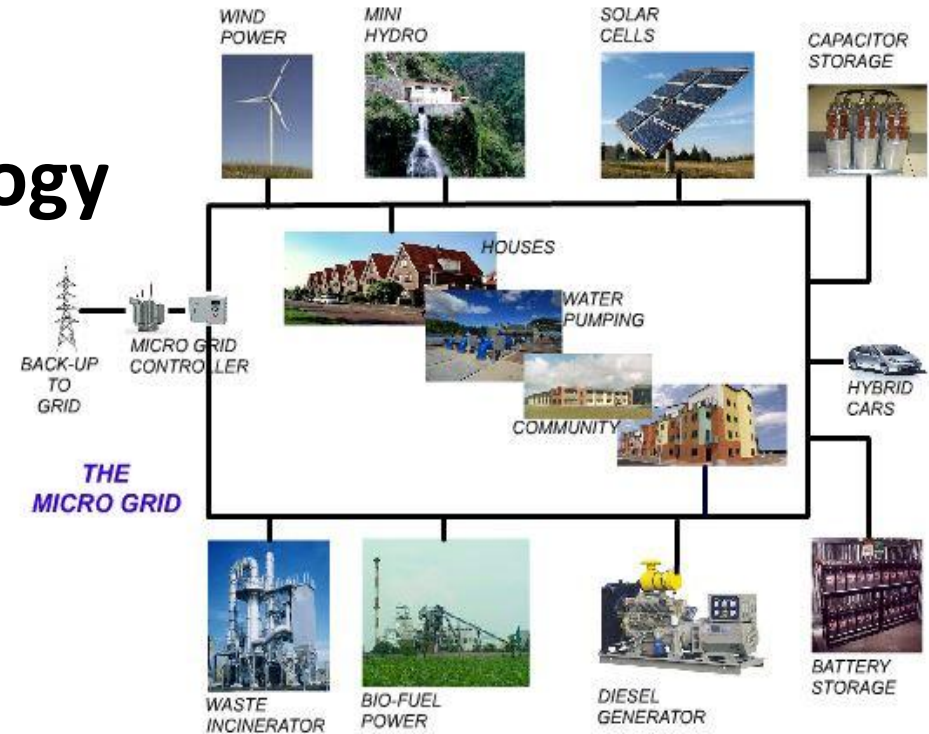 WIND
POWER
MINI
HYDRO
SOLAR
CELLS
CAPACITOR
STORAGE
ogy
HOUSES
WATER
PUMPING
MICRO GRID
CONTROLLER
BACK-UP
TO
GRID
HYBRID
CARS
COMMUNITY
THE
MICRO GRID
WASTE
INCINERATOR
BIO-FUEL
POWER
DIESEL
GENERATOR
BATTERY
STORAGE